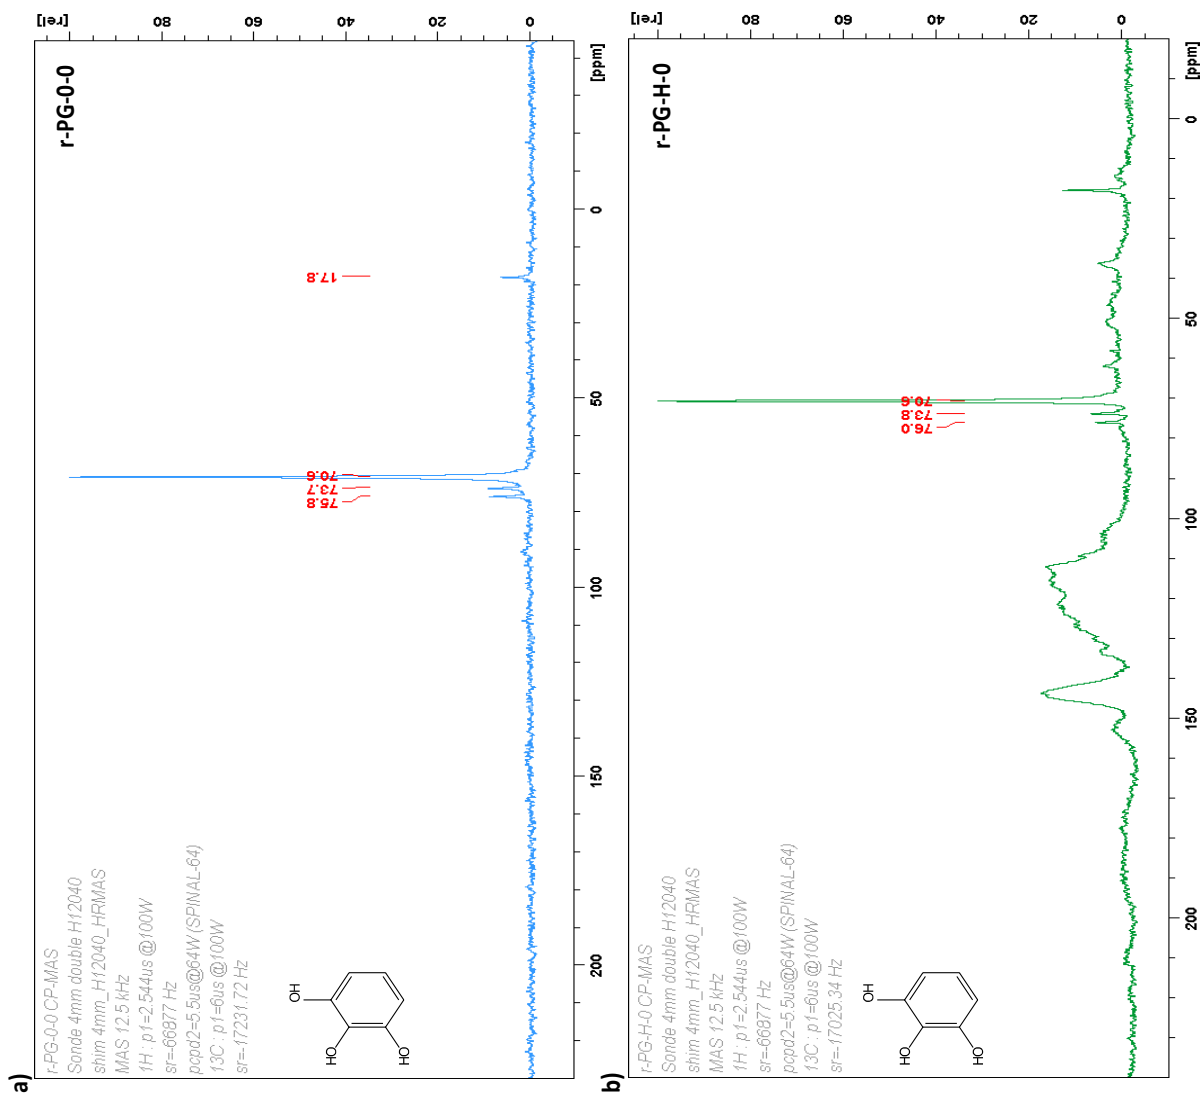 a)
r-PG-0-0
r-PG-0-0 CP-MAS
Sonde 4mm double H12040
shim 4mm_H12040_HRMAS
MAS 12.5 kHz
1H : p1=2.544us @100W
sr=-66877 Hz
pcpd2=5.5us@64W (SPINAL-64)
13C : p1=6us @100W
sr=-17231.72 Hz
OH
HO
HO
75.8
73.7
70.6
17.8
[rel]
80
60
40
20
0
200
150
100
50
0
[ppm]
b)
r-PG-H-0
r-PG-H-0 CP-MAS
Sonde 4mm double H12040
shim 4mm_H12040_HRMAS
MAS 12.5 kHz
1H : p1=2.544us @100W
sr=-66877 Hz
pcpd2=5.5us@64W (SPINAL-64)
13C : p1=6us @100W
sr=-17025.34 Hz
OH
HO
HO
76.0
73.8
70.6
[rel]
80
60
40
20
0
200
150
100
50
0
[ppm]